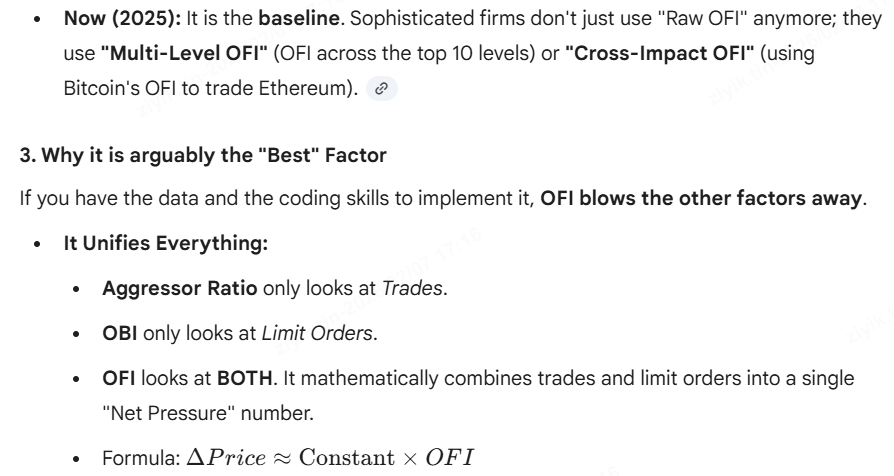 • Now (2025): It is the baseline. Sophisticated firms don't just use "Raw OFI" anymore; they
use "Multi-Level OFI" (OFI across the top 10 levels) or "Cross-Impact OFI" (using
Bitcoin's OFI to trade Ethereum).
3. Why it is arguably the "Best" Factor
If you have the data and the coding skills to implement it, OFI blows the other factors away.
• It Unifies Everything:
• Aggressor Ratio only looks at Trades.
• OBI only looks at Limit Orders.
• OFI looks at BOTH. It mathematically combines trades and limit orders into a single
"Net Pressure" number.
• Formula: ΔPrice ≈ Constant × OFI